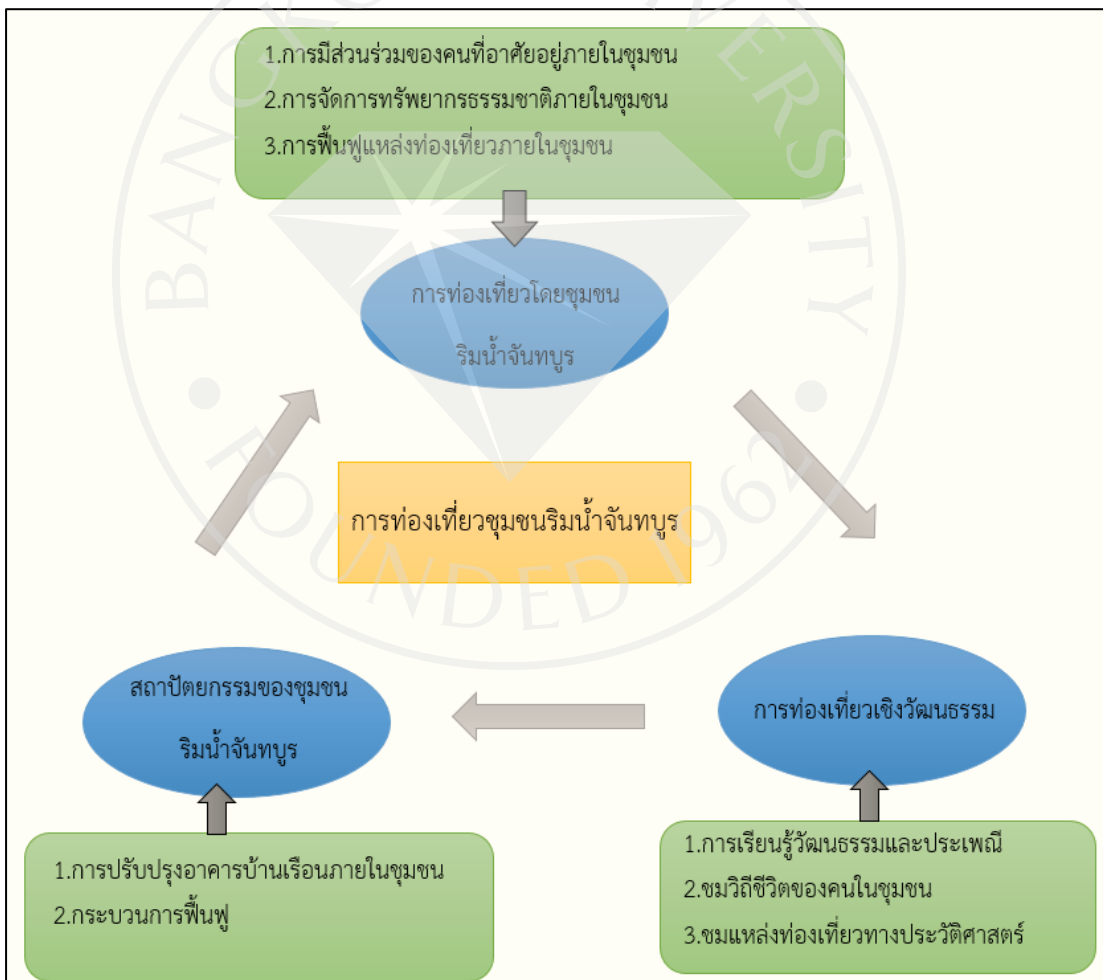 1.การมีส่วนร่วมของคนที่อาศัยอยู่ภายในชุมชน
2.การจัดการทรัพยากรธรรมชาติภายในชุมชน
3.การฟื้นฟูแหล่งท่องเที่ยวภายในชุมชน
การท่องเที่ยวโดยชุมชน
ริมน้ำจันทบูร
การท่องเที่ยวชุมชนริมน้ำจันทบูร
สถาปัตยกรรมของชุมชน
ริมน้ำจันทบูร
การท่องเที่ยวเชิงวัฒนธรรม
1.การปรับปรุงอาคารบ้านเรือนภายในชุมชน
2.กระบวนการฟื้นฟู
1.การเรียนรู้วัฒนธรรมและประเพณี
2.ชมวิถีชีวิตของคนในชุมชน
3.ชมแหล่งท่องเที่ยวทางประวัติศาสตร์
BANGKOK UNIVERSITY
FOUNDED 1962